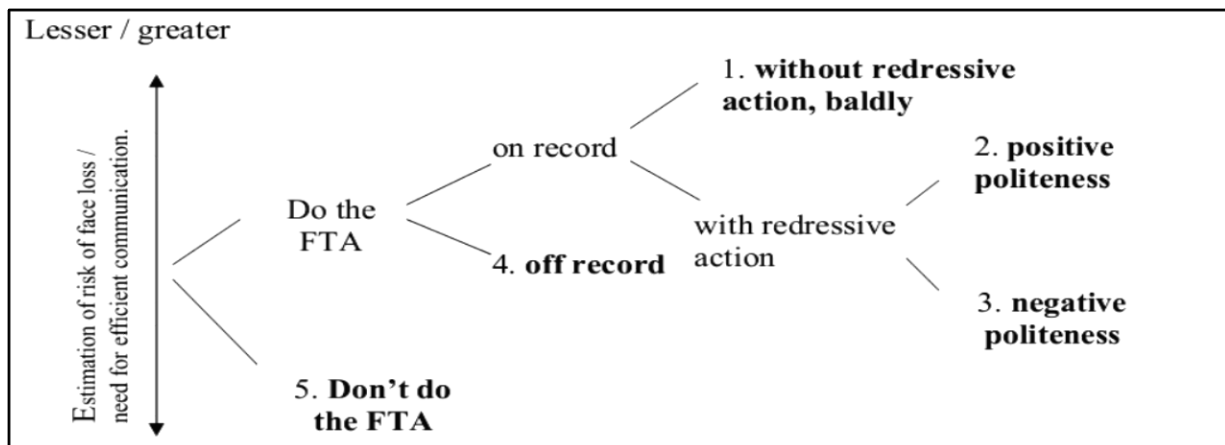 Lesser / greater
Estimation of risk of face loss /
need for efficient communication.
Do the
FTA
on record
1. without redressive
action, baldly
with redressive
action
2. positive
politeness
3. negative
politeness
4. off record
5. Don't do
the FTA